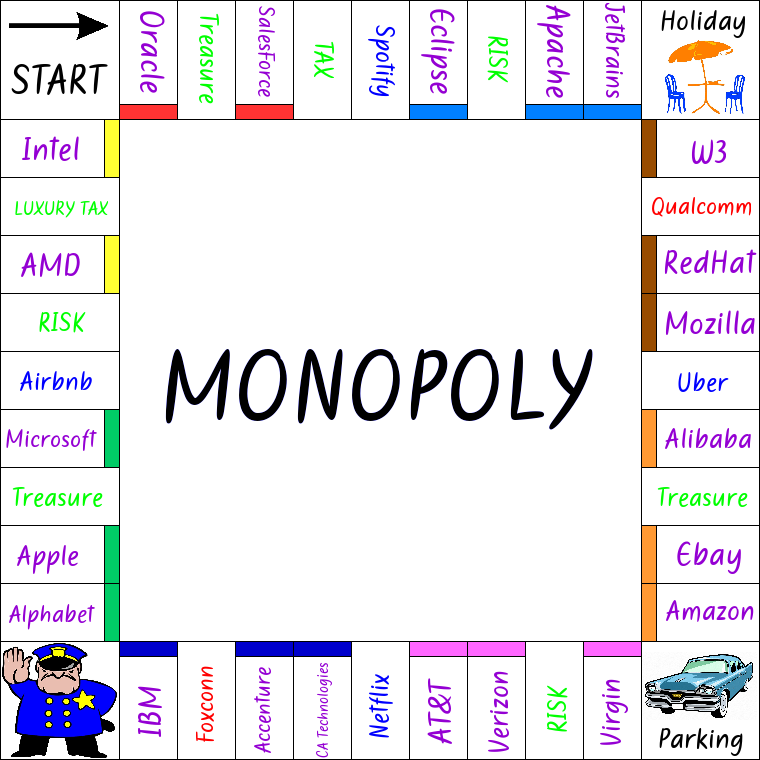 START
Oracle
Treasure
SalesForce
TAX
Spotify
Eclipse
RISK
Apache
JetBrains
Holiday
W3
Qualcomm
RedHat
Mozilla
Uber
Alibaba
Treasure
Ebay
Amazon
Parking
Virgin
RISK
Verizon
AT&T
Netflix
CA Technologies
Accenture
Foxconn
IBM
Alphabet
Apple
Treasure
Microsoft
Airbnb
RISK
AMD
LUXURY TAX
Intel
MONOPOLY